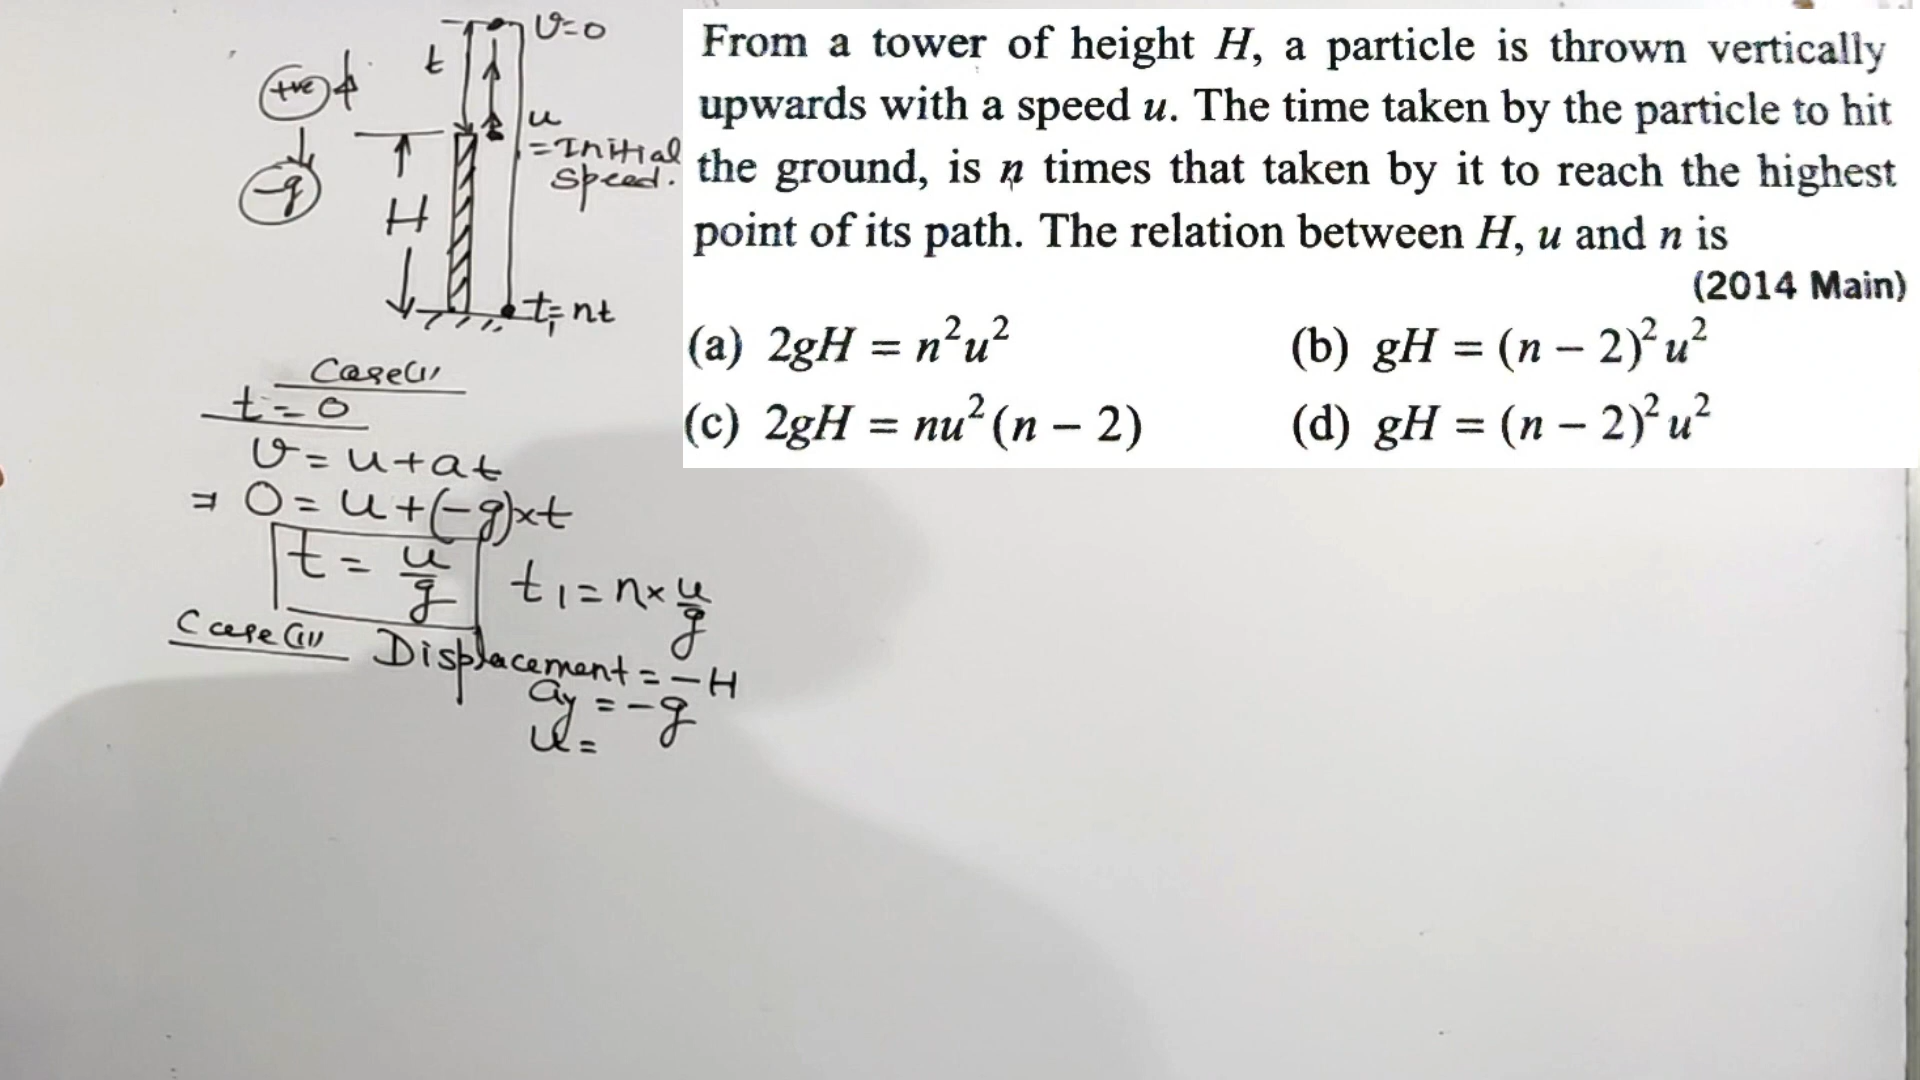 From a tower of height H, a particle is thrown vertically
upwards with a speed u. The time taken by the particle to hit
the ground, is n times that taken by it to reach the highest
point of its path. The relation between H, u and n is
(2014 Main)
(a) 2gH = n²u²
(b) gH = (n − 2)²u²
(c) 2gH = nu²(n − 2)
(d) gH = (n − 2)²u²
v=0
t
+ve
u
= Initial
speed.
-g
H
t₁ = nt
Case(i)
t = 0
v = u + at
⇒ 0 = u + (-g) × t
t = u/g
t₁ = n × u/g
Case(ii)
Displacement = -H
ay = -g
u =